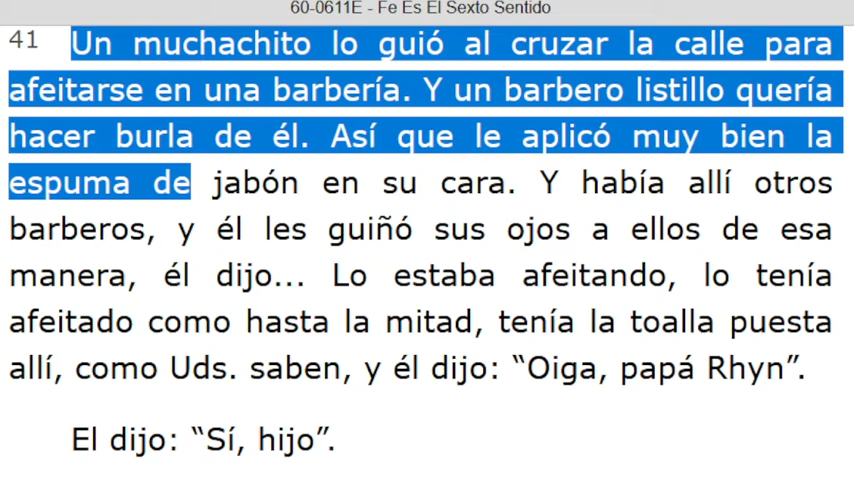 60-0611E - Fe Es El Sexto Sentido
41 Un muchachito lo guió al cruzar la calle para
afeitarse en una barbería. Y un barbero listillo quería
hacer burla de él. Así que le aplicó muy bien la
espuma de jabón en su cara. Y había allí otros
barberos, y él les guiñó sus ojos a ellos de esa
manera, él dijo... Lo estaba afeitando, lo tenía
afeitado como hasta la mitad, tenía la toalla puesta
allí, como Uds. saben, y él dijo: “Oiga, papá Rhyn”.
El dijo: “Sí, hijo”.